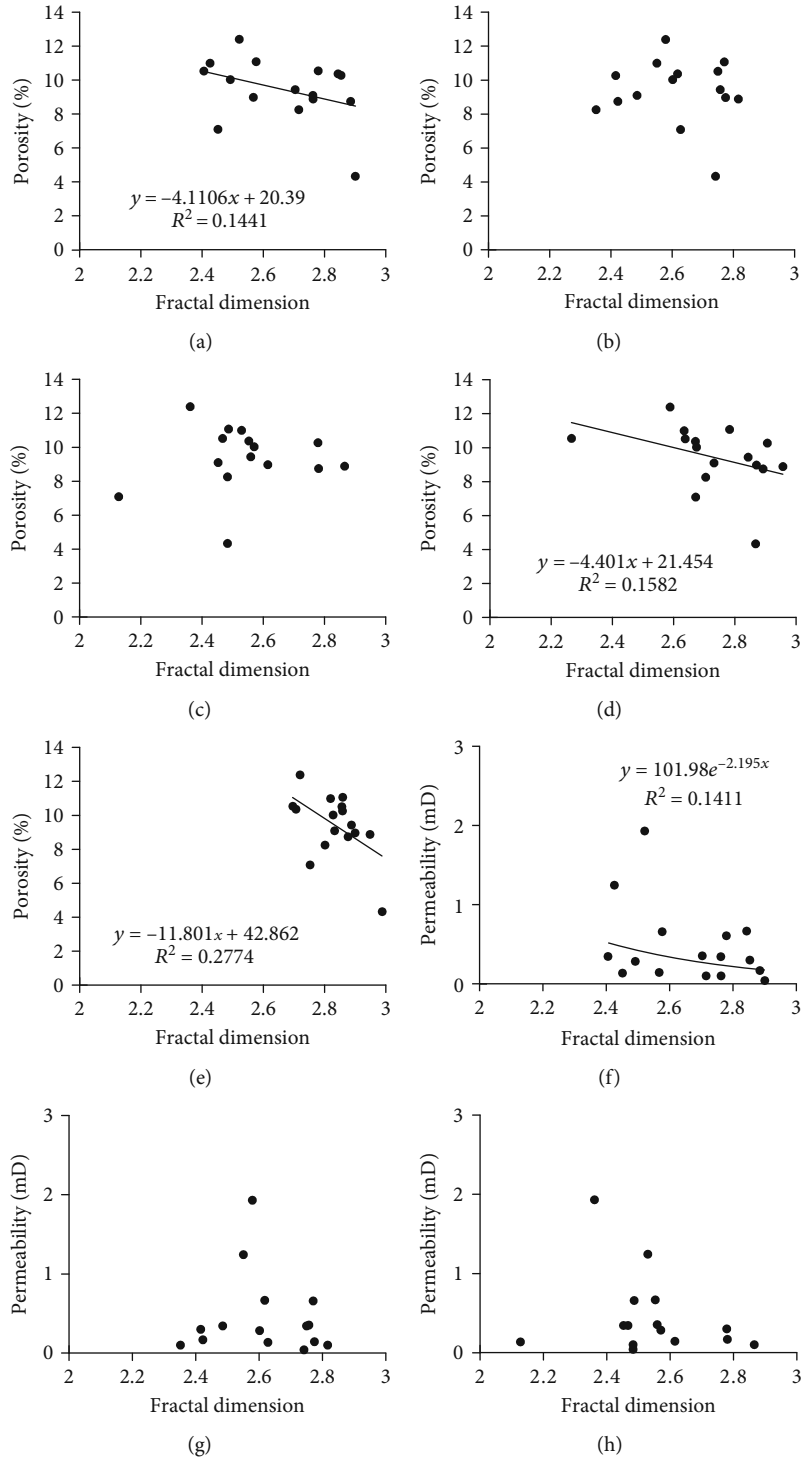 14
12
10
8
6
4
2
0
Porosity (%)
y = –4.1106x + 20.39
R² = 0.1441
2 2.2 2.4 2.6 2.8 3
Fractal dimension
(a)
14
12
10
8
6
4
2
0
Porosity (%)
2 2.2 2.4 2.6 2.8 3
Fractal dimension
(b)
14
12
10
8
6
4
2
0
Porosity (%)
2 2.2 2.4 2.6 2.8 3
Fractal dimension
(c)
14
12
10
8
6
4
2
0
Porosity (%)
y = –4.401x + 21.454
R² = 0.1582
2 2.2 2.4 2.6 2.8 3
Fractal dimension
(d)
14
12
10
8
6
4
2
0
Porosity (%)
y = –11.801x + 42.862
R² = 0.2774
2 2.2 2.4 2.6 2.8 3
Fractal dimension
(e)
3
2
1
0
Permeability (mD)
y = 101.98e⁻²·¹⁹⁵ˣ
R² = 0.1411
2 2.2 2.4 2.6 2.8 3
Fractal dimension
(f)
3
2
1
0
Permeability (mD)
2 2.2 2.4 2.6 2.8 3
Fractal dimension
(g)
3
2
1
0
Permeability (mD)
2 2.2 2.4 2.6 2.8 3
Fractal dimension
(h)